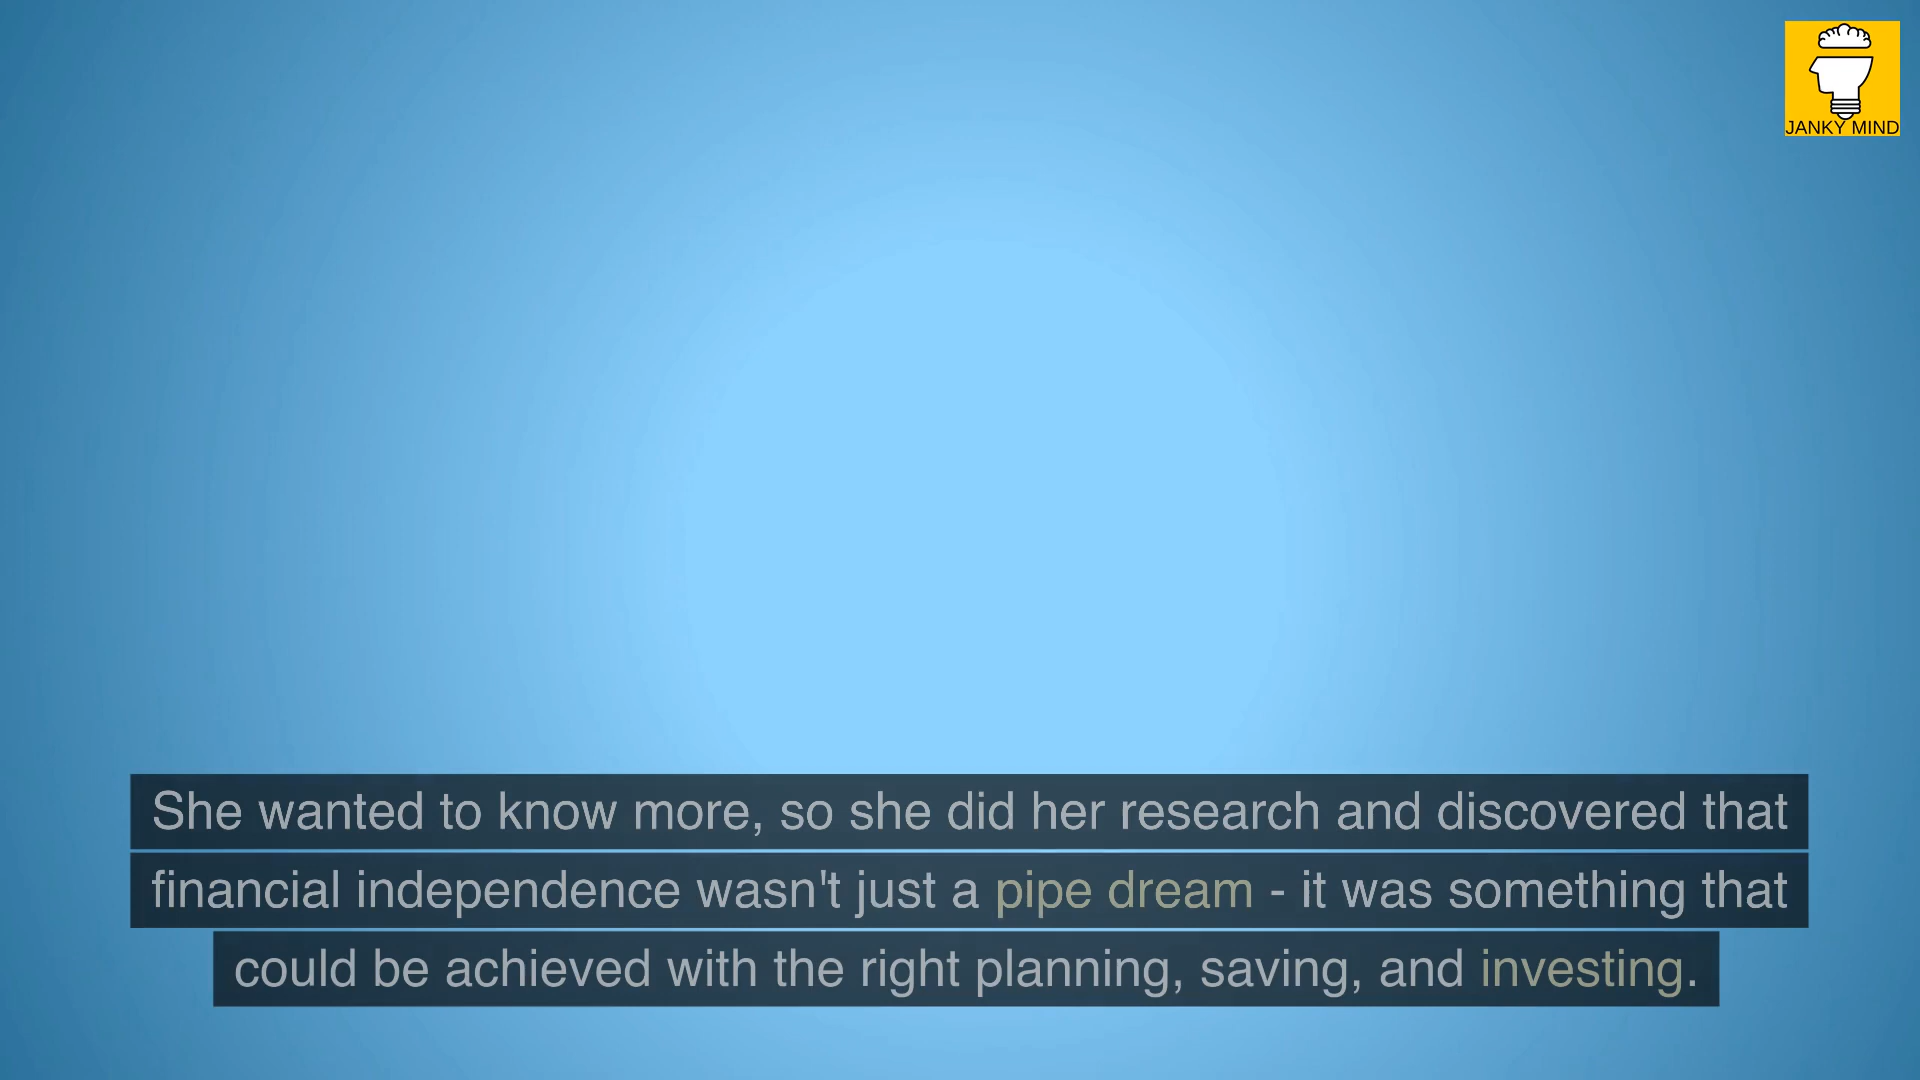 JANKY MIND
She wanted to know more, so she did her research and discovered that
financial independence wasn't just a pipe dream - it was something that
could be achieved with the right planning, saving, and investing.